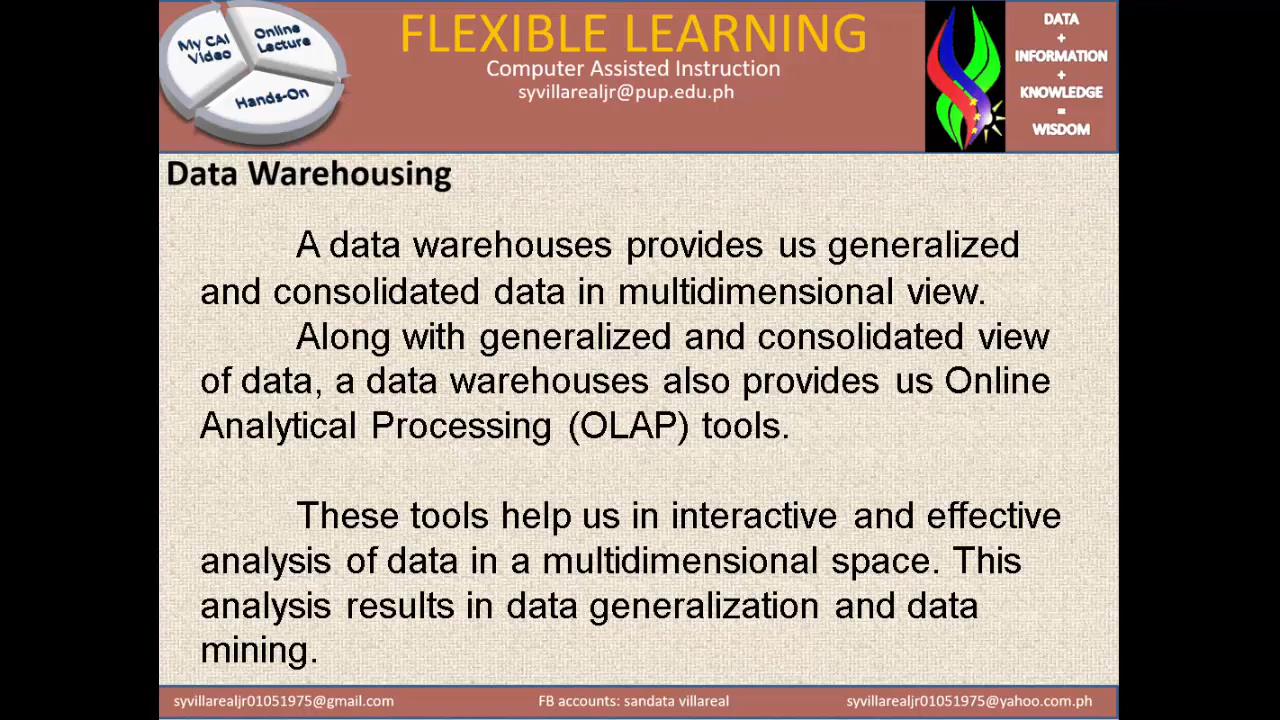 My CAI
Video
Online
Lecture
Hands-On
FLEXIBLE LEARNING
Computer Assisted Instruction
syvillarealjr@pup.edu.ph
DATA
+
INFORMATION
+
KNOWLEDGE
=
WISDOM
Data Warehousing
A data warehouses provides us generalized
and consolidated data in multidimensional view.
Along with generalized and consolidated view
of data, a data warehouses also provides us Online
Analytical Processing (OLAP) tools.
These tools help us in interactive and effective
analysis of data in a multidimensional space. This
analysis results in data generalization and data
mining.
syvillarealjr01051975@gmail.com
FB accounts: sandata villareal
syvillarealjr01051975@yahoo.com.ph